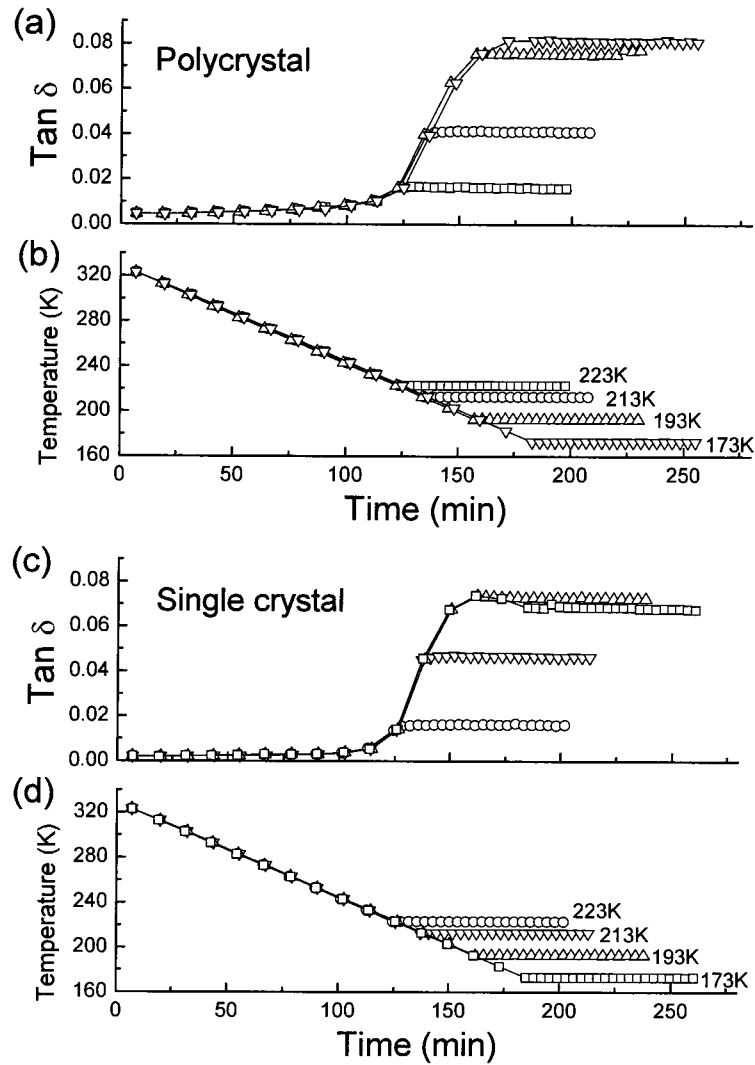 (a)
Polycrystal
Tan δ
0.08
0.06
0.04
0.02
0.00
(b)
Temperature (K)
320
280
240
200
160
223K
213K
193K
173K
0 50 100 150 200 250
Time (min)
(c)
Single crystal
Tan δ
0.08
0.06
0.04
0.02
0.00
(d)
Temperature (K)
320
280
240
200
160
223K
213K
193K
173K
0 50 100 150 200 250
Time (min)